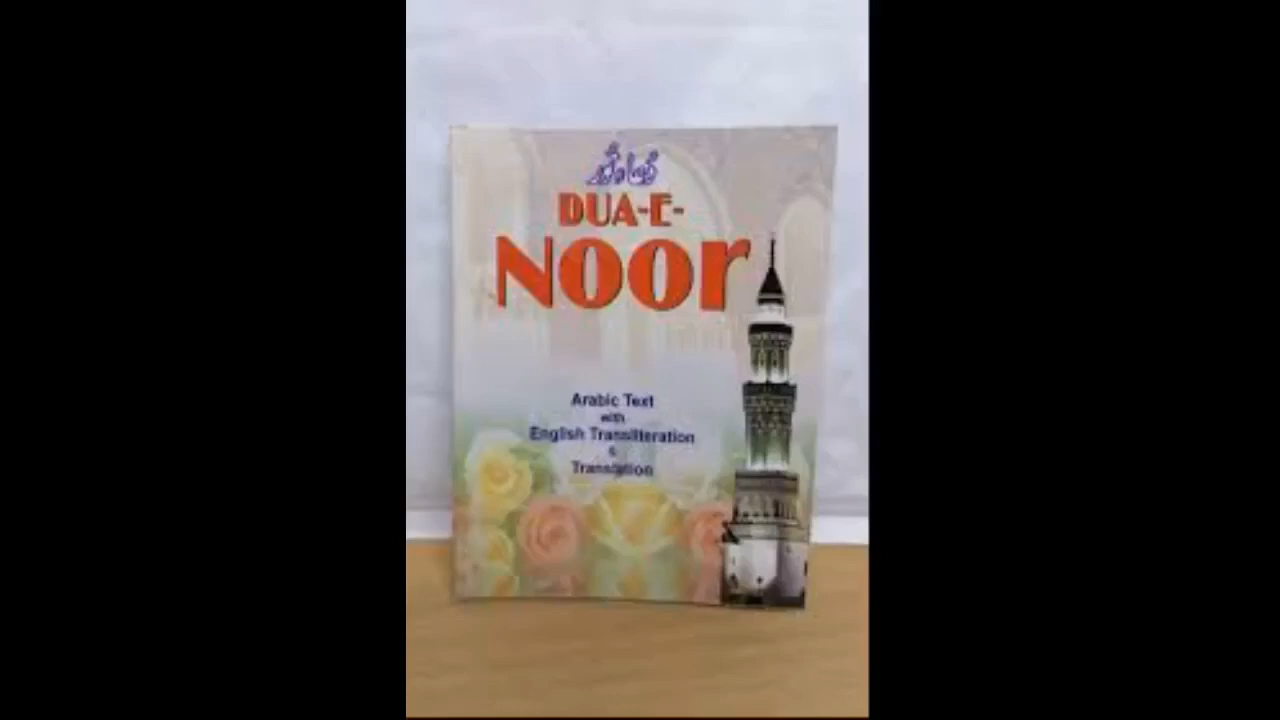 DUA-E-
NOOR
Arabic Text
with
English Transliteration
&
Translation